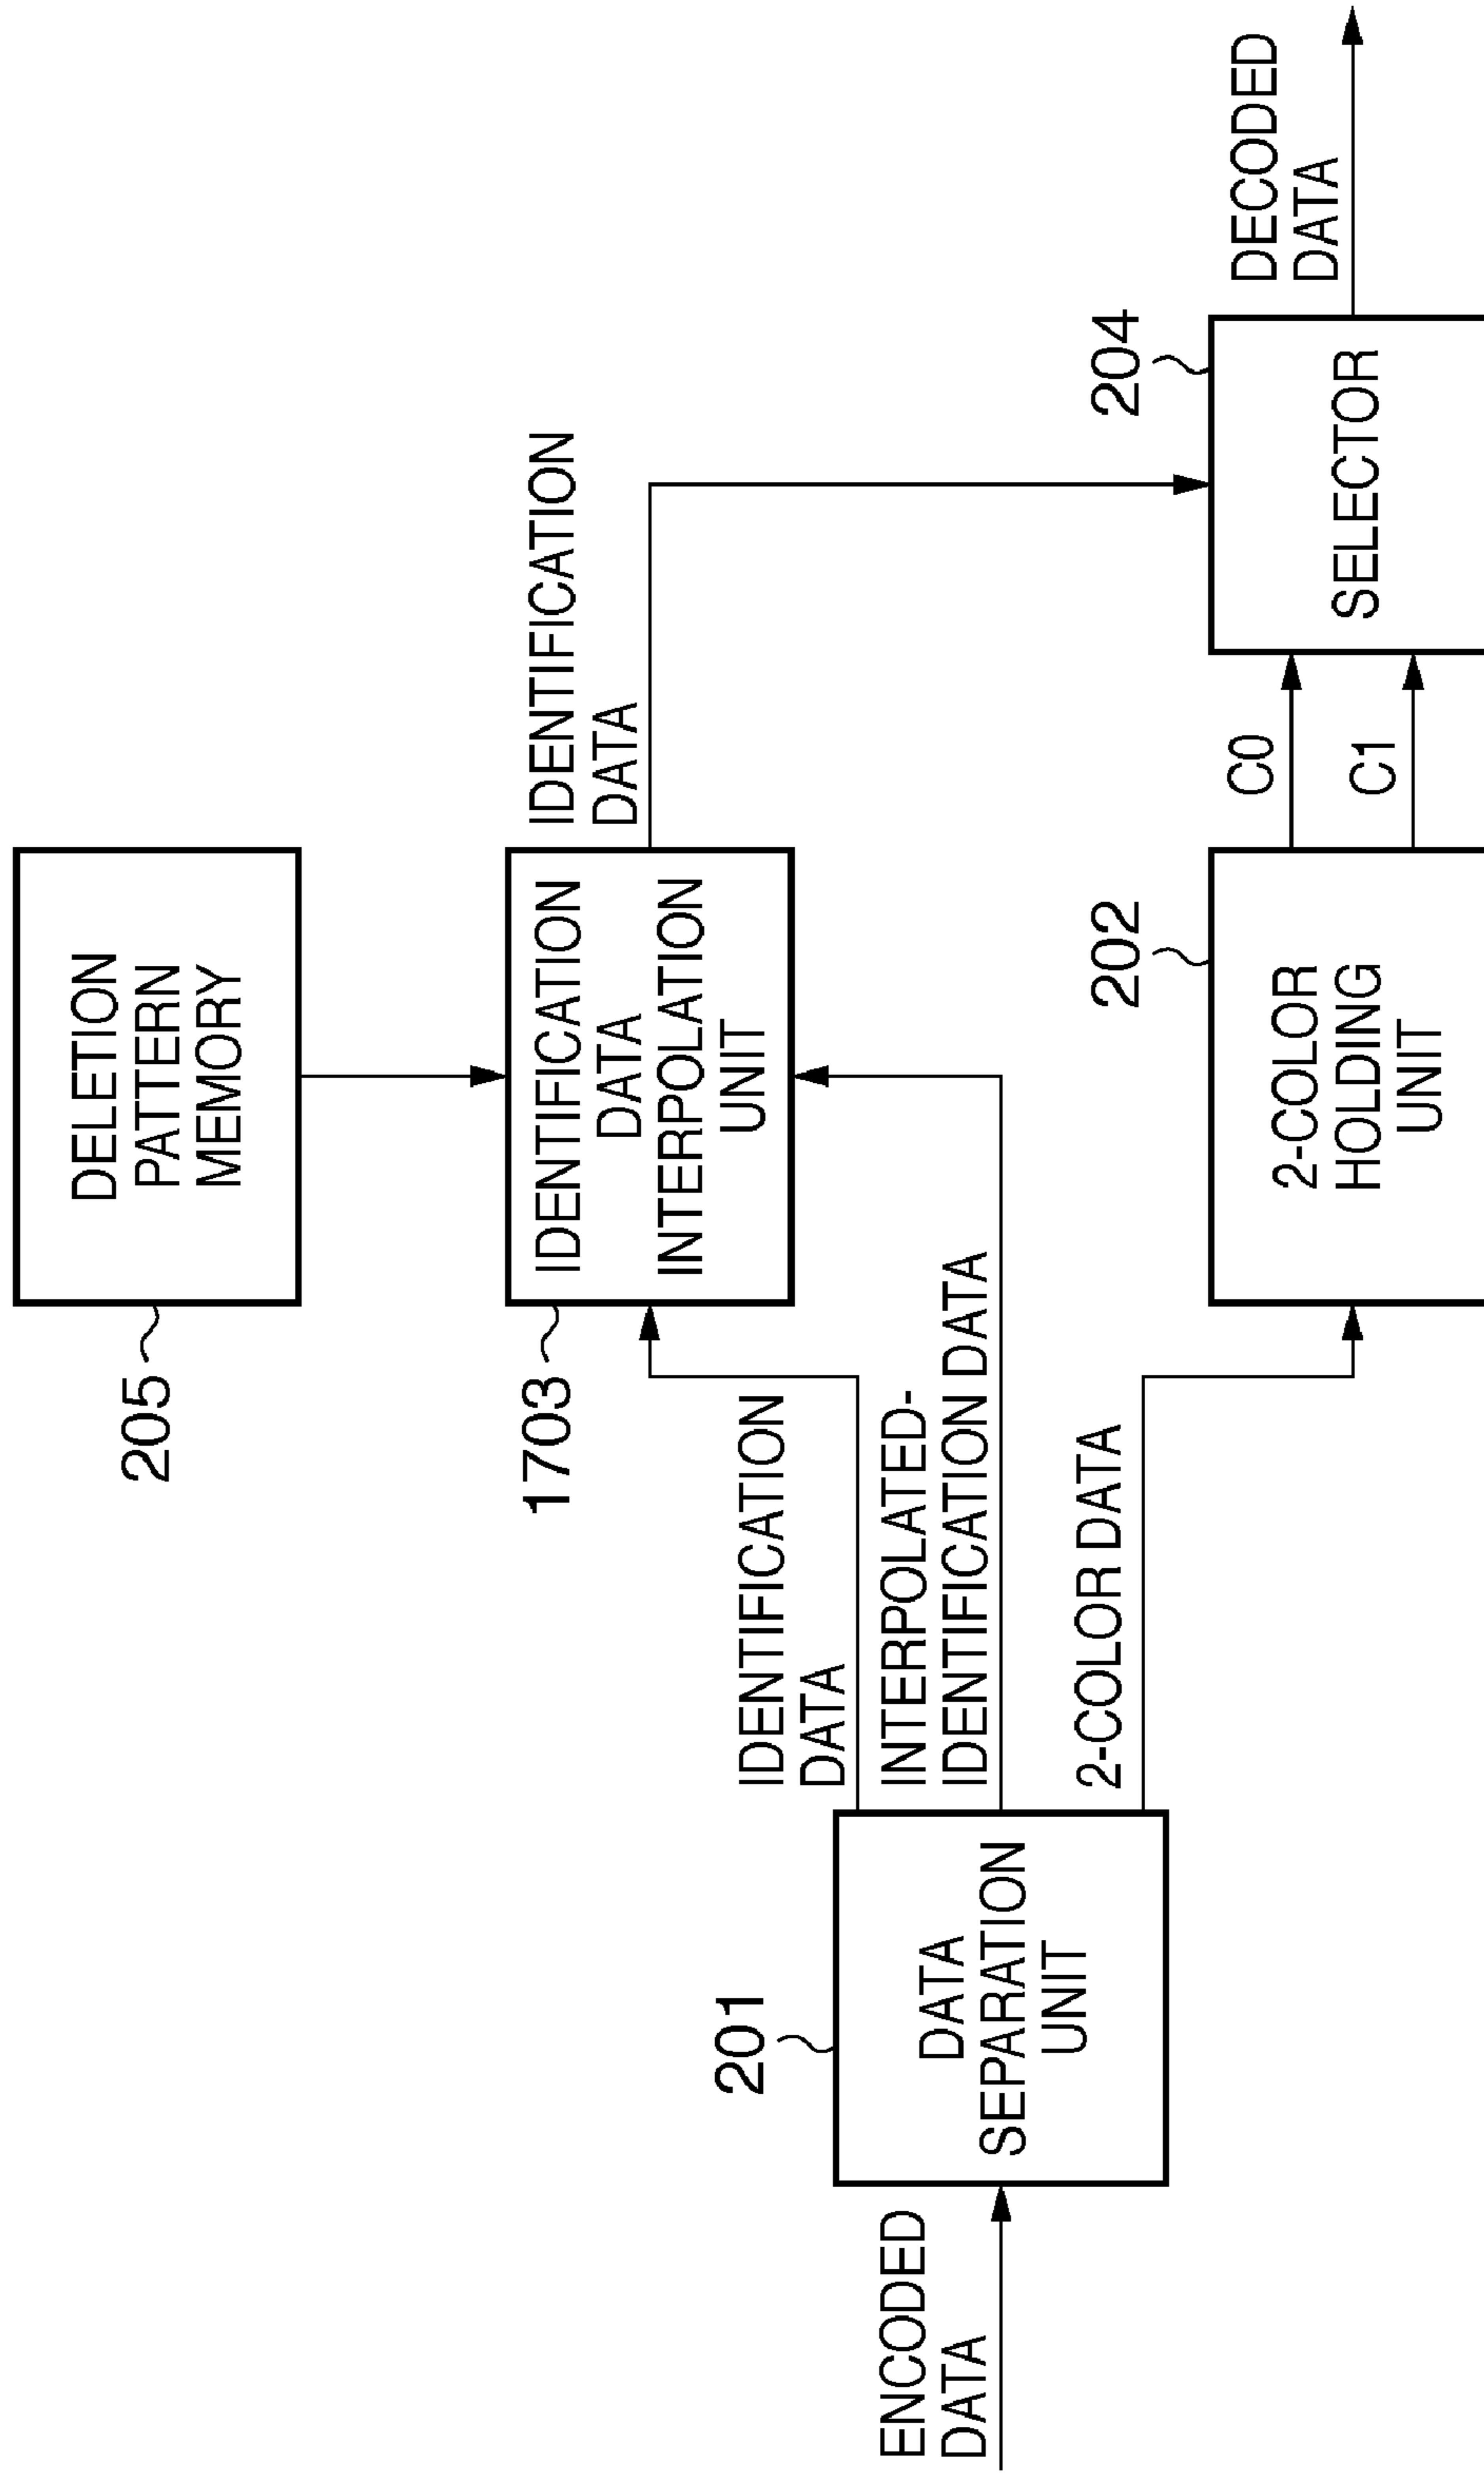 205
DELETION
PATTERN
MEMORY
1703
IDENTIFICATION
DATA
INTERPOLATION
UNIT
IDENTIFICATION
DATA
ENCODED
DATA
201
DATA
SEPARATION
UNIT
IDENTIFICATION
DATA
INTERPOLATED-
IDENTIFICATION DATA
2-COLOR DATA
202
2-COLOR
HOLDING
UNIT
C0
C1
204
SELECTOR
DECODED
DATA